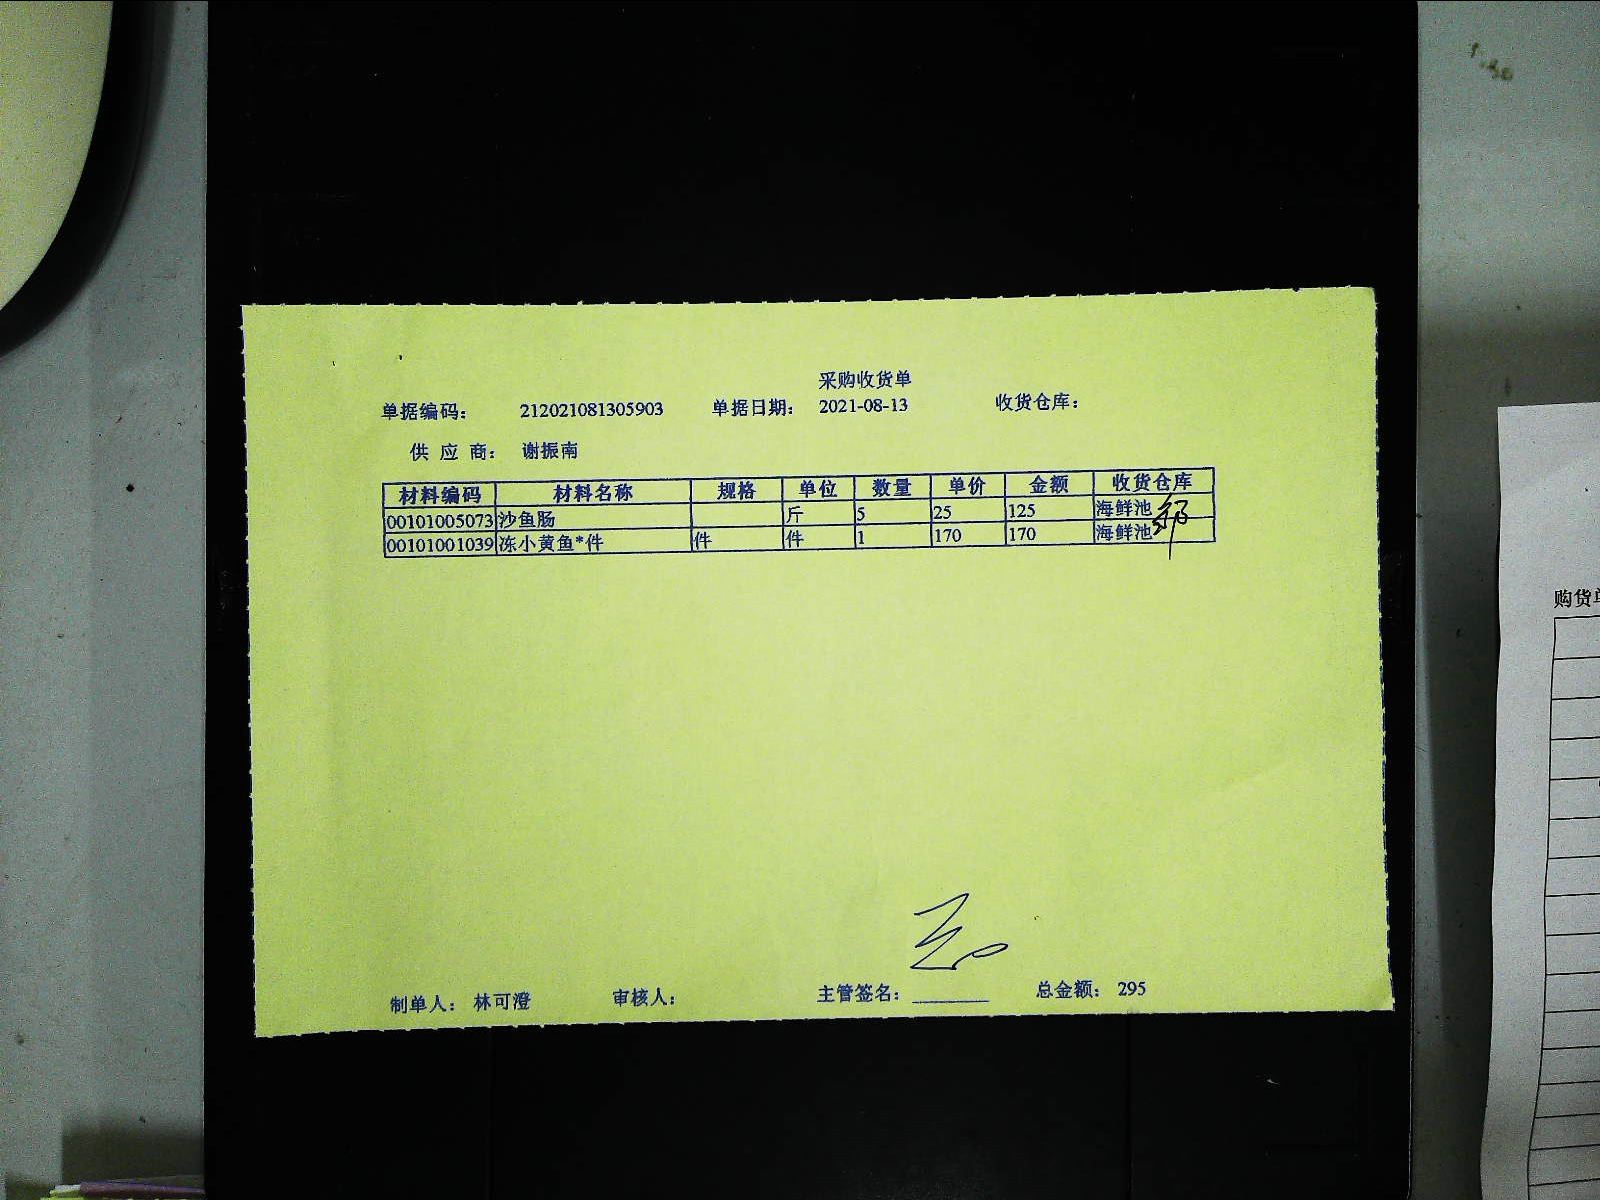 采购收货单
单据编码： 212021081305903 单据日期： 2021-08-13 收货仓库：
供应商： 谢振南
材料编码 材料名称 规格 单位 数量 单价 金额 收货仓库
00101005073 沙鱼肠 斤 5 25 125 海鲜池
00101001039 冻小黄鱼*件 件 件 1 170 170 海鲜池
制单人： 林可澄 审核人： 主管签名： 总金额： 295
购货